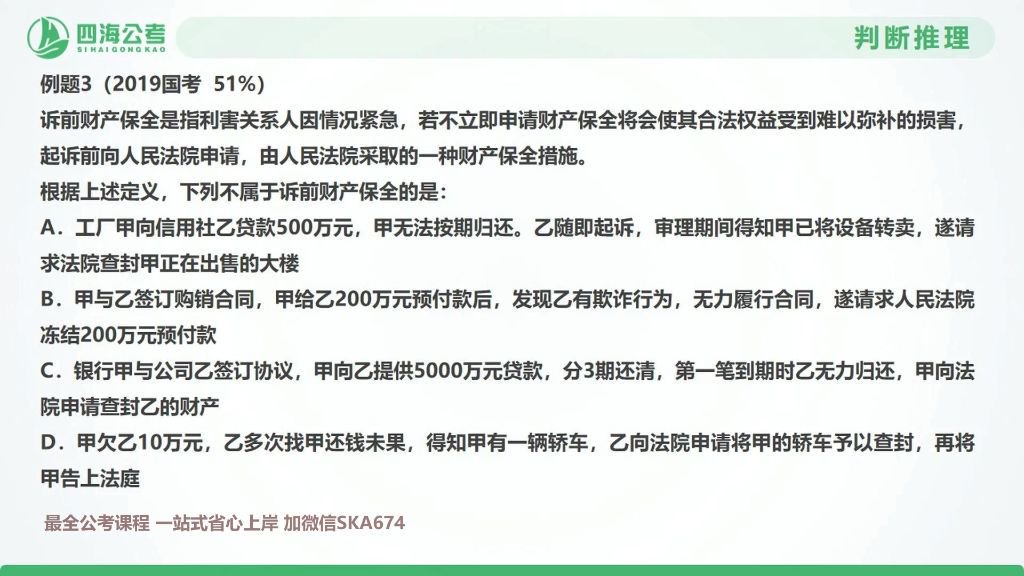 四海公考
SIHAIGONGKAO
判断推理
例题3（2019国考 51%）
诉前财产保全是指利害关系人因情况紧急，若不立即申请财产保全将会使其合法权益受到难以弥补的损害，
起诉前向人民法院申请，由人民法院采取的一种财产保全措施。
根据上述定义，下列不属于诉前财产保全的是：
A．工厂甲向信用社乙贷款500万元，甲无法按期归还。乙随即起诉，审理期间得知甲已将设备转卖，遂请
求法院查封甲正在出售的大楼
B．甲与乙签订购销合同，甲给乙200万元预付款后，发现乙有欺诈行为，无力履行合同，遂请求人民法院
冻结200万元预付款
C．银行甲与公司乙签订协议，甲向乙提供5000万元贷款，分3期还清，第一笔到期时乙无力归还，甲向法
院申请查封乙的财产
D．甲欠乙10万元，乙多次找甲还钱未果，得知甲有一辆轿车，乙向法院申请将甲的轿车予以查封，再将
甲告上法庭
最全公考课程 一站式省心上岸 加微信SKA674